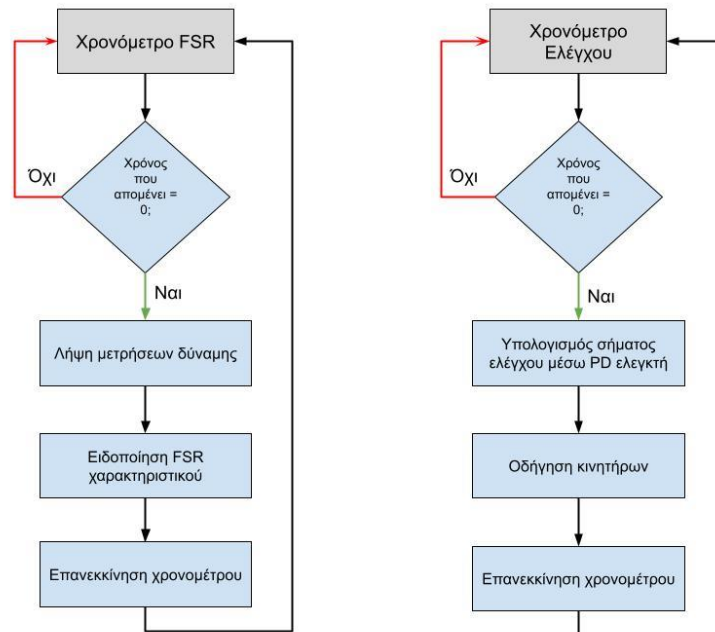 Χρονόμετρο FSR
Χρόνος
που
απομένει =
0;
Όχι
Ναι
Λήψη μετρήσεων δύναμης
Ειδοποίηση FSR
χαρακτηριστικού
Επανεκκίνηση χρονομέτρου
Χρονόμετρο
Ελέγχου
Χρόνος
που
απομένει =
0;
Όχι
Ναι
Υπολογισμός σήματος
ελέγχου μέσω PD ελεγκτή
Οδήγηση κινητήρων
Επανεκκίνηση χρονομέτρου